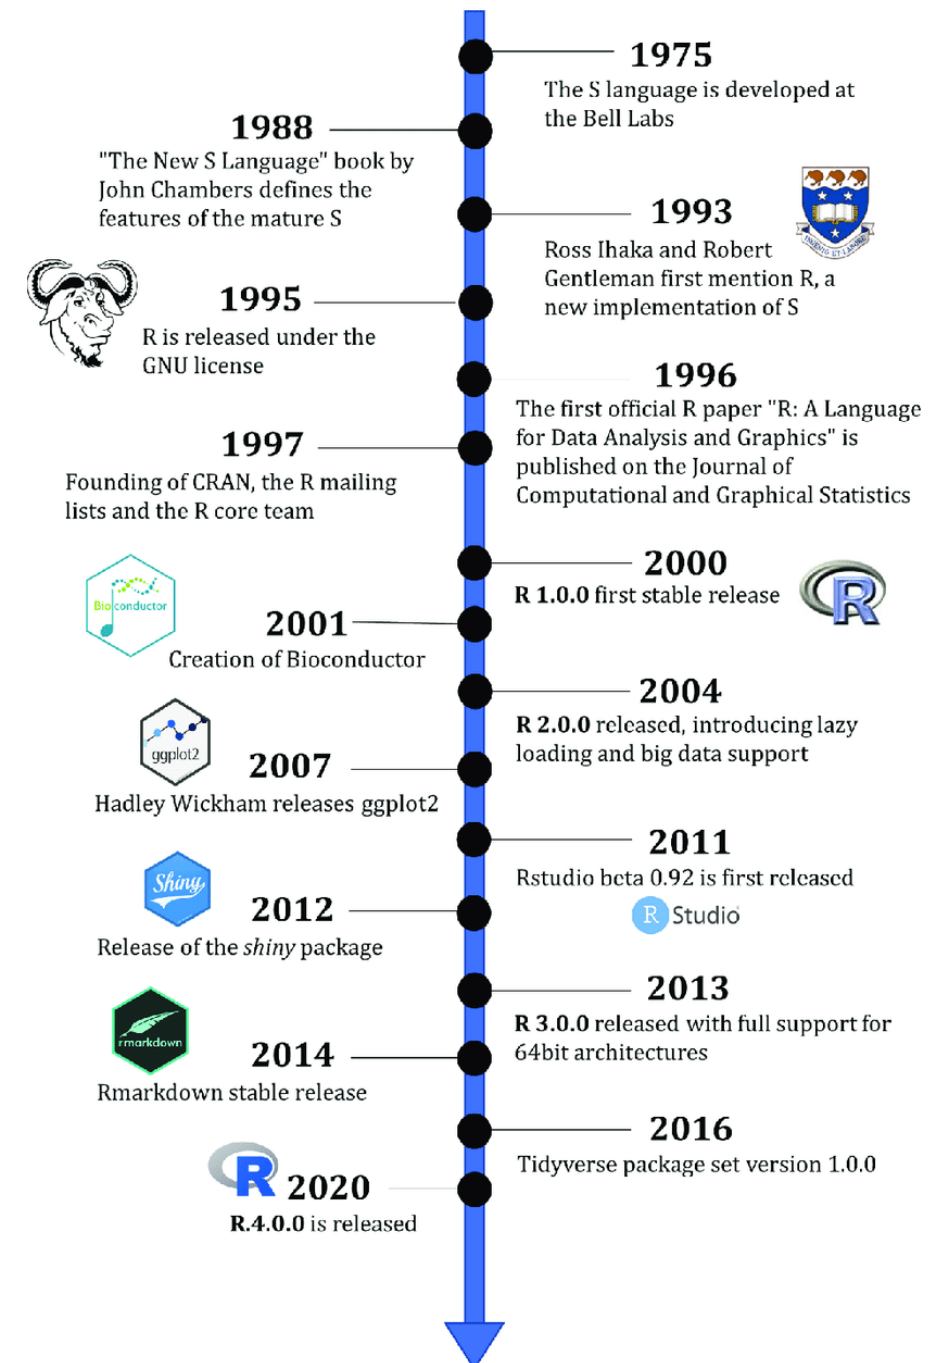 1975
The S language is developed at
the Bell Labs
1988
"The New S Language" book by
John Chambers defines the
features of the mature S
1993
Ross Ihaka and Robert
Gentleman first mention R, a
new implementation of S
INGENIO ET LABORE
1995
R is released under the
GNU license
1996
The first official R paper "R: A Language
for Data Analysis and Graphics" is
published on the Journal of
Computational and Graphical Statistics
1997
Founding of CRAN, the R mailing
lists and the R core team
2000
R 1.0.0 first stable release
R
Bioconductor
2001
Creation of Bioconductor
2004
R 2.0.0 released, introducing lazy
loading and big data support
ggplot2
2007
Hadley Wickham releases ggplot2
2011
Rstudio beta 0.92 is first released
R Studio
Shiny
2012
Release of the shiny package
2013
R 3.0.0 released with full support for
64bit architectures
rmarkdown
2014
Rmarkdown stable release
2016
Tidyverse package set version 1.0.0
R
2020
R.4.0.0 is released